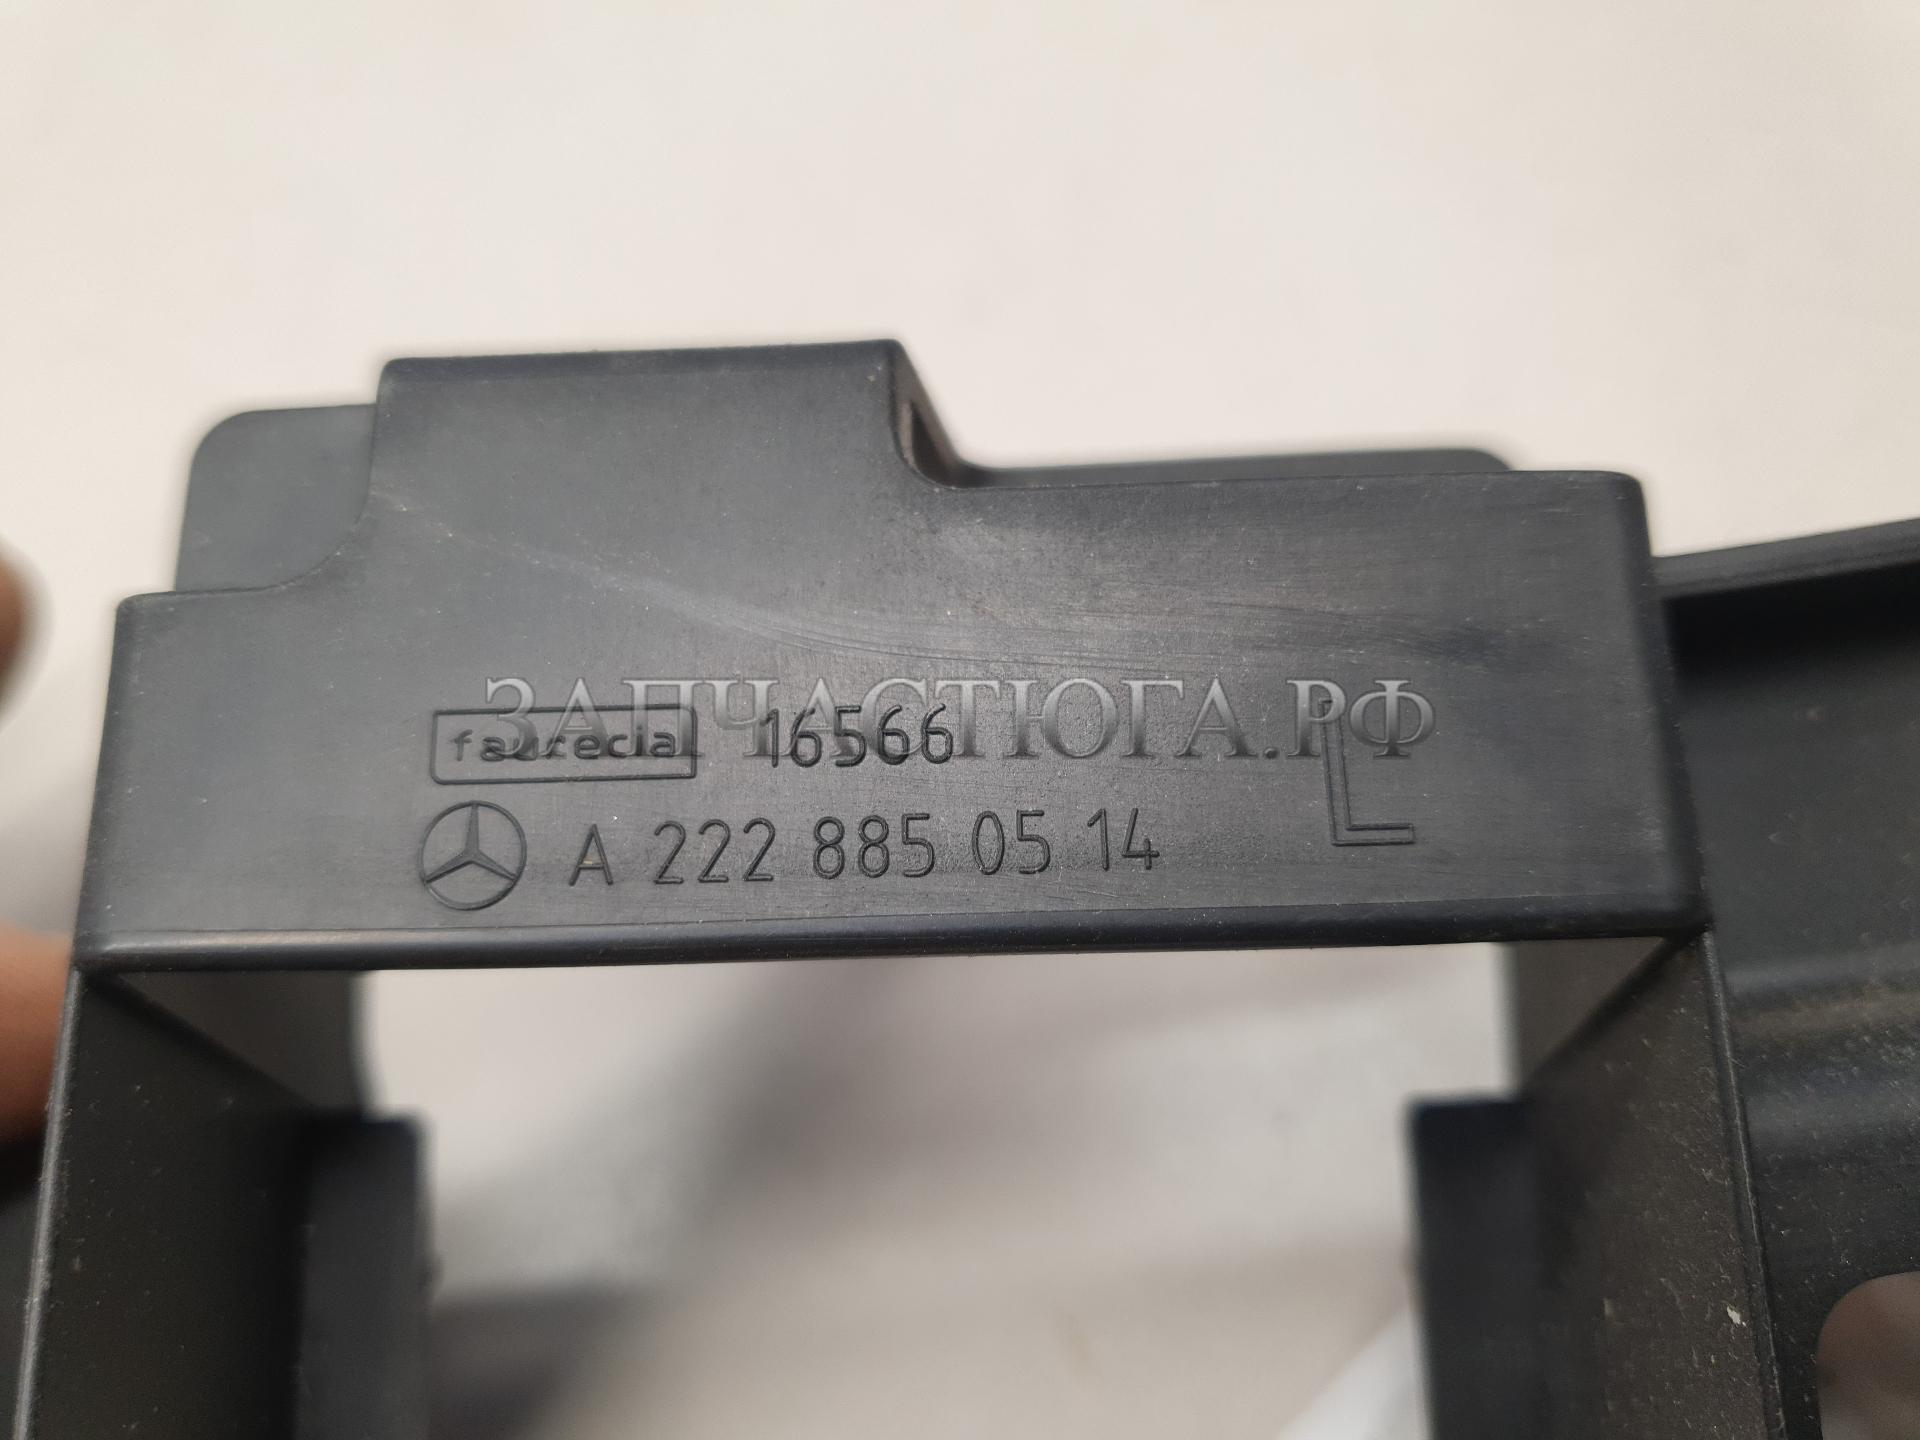 ЗАПЧАСТЮГА.РФ
faurecia 16566 L
A 222 885 05 14